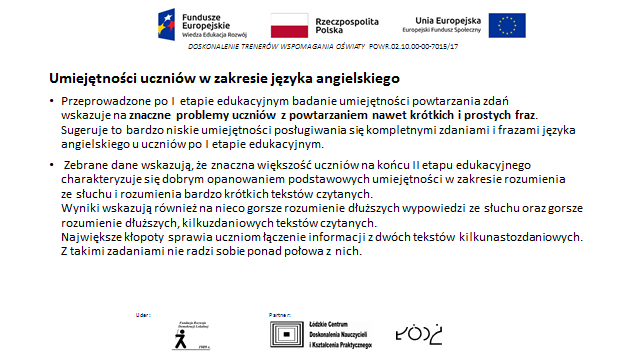 Fundusze
Europejskie
Wiedza Edukacja Rozwój
Rzeczpospolita
Polska
Unia Europejska
Europejski Fundusz Społeczny
DOSKONALENIE TRENERÓW WSPOMAGANIA OŚWIATY POWR.02.10.00-00-7015/17
Umiejętności uczniów w zakresie języka angielskiego
• Przeprowadzone po I etapie edukacyjnym badanie umiejętności powtarzania zdań
wskazuje na znaczne problemy uczniów z powtarzaniem nawet krótkich i prostych fraz.
Sugeruje to bardzo niskie umiejętności posługiwania się kompletnymi zdaniami i frazami języka
angielskiego u uczniów po I etapie edukacyjnym.
• Zebrane dane wskazują, że znaczna większość uczniów na końcu II etapu edukacyjnego
charakteryzuje się dobrym opanowaniem podstawowych umiejętności w zakresie rozumienia
ze słuchu i rozumienia bardzo krótkich tekstów czytanych.
Wyniki wskazują również na nieco gorsze rozumienie dłuższych wypowiedzi ze słuchu oraz gorsze
rozumienie dłuższych, kilkuzdaniowych tekstów czytanych.
Największe kłopoty sprawia uczniom łączenie informacji z dwóch tekstów kilkunastozdaniowych.
Z takimi zadaniami nie radzi sobie ponad połowa z nich.
Lider:
Partner:
Fundacja Rozwoju
Demokracji Lokalnej
Łódzkie Centrum
Doskonalenia Nauczycieli
i Kształcenia Praktycznego